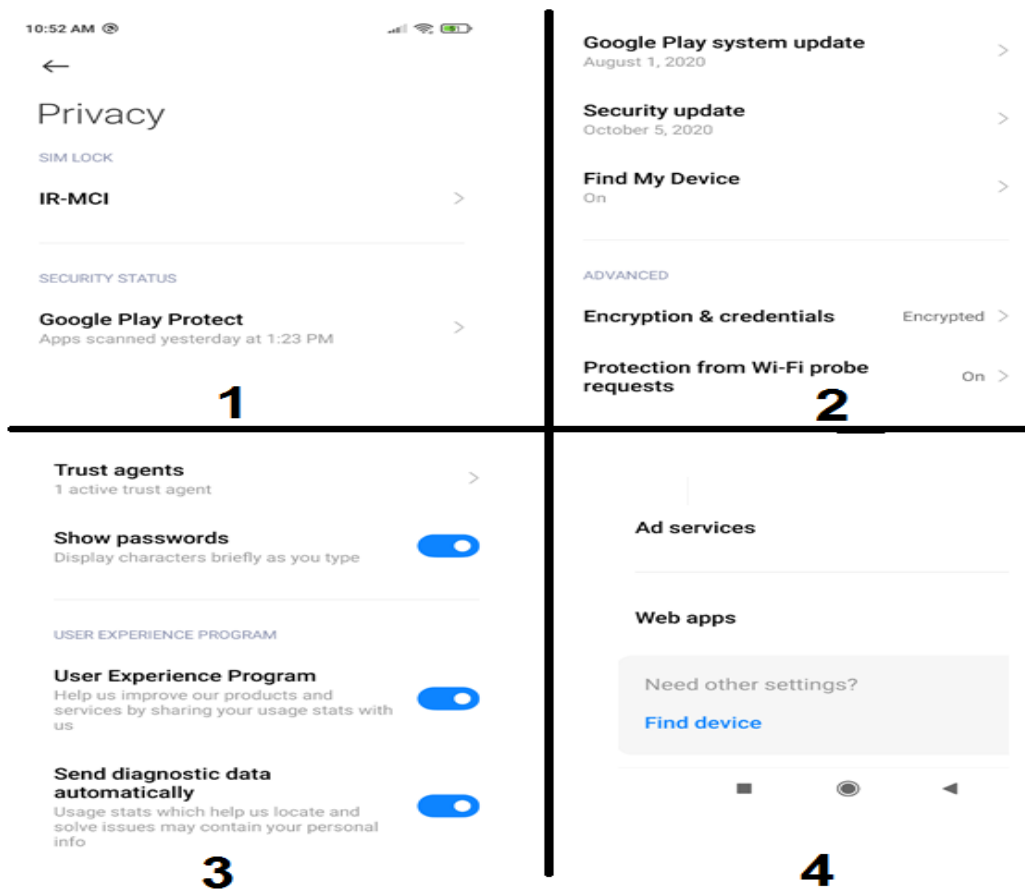 10:52 AM
Privacy
SIM LOCK
IR-MCI
SECURITY STATUS
Google Play Protect
Apps scanned yesterday at 1:23 PM
1
Google Play system update
August 1, 2020
Security update
October 5, 2020
Find My Device
On
ADVANCED
Encryption & credentials Encrypted
Protection from Wi-Fi probe
requests On
2
Trust agents
1 active trust agent
Show passwords
Display characters briefly as you type
USER EXPERIENCE PROGRAM
User Experience Program
Help us improve our products and
services by sharing your usage stats with
us
Send diagnostic data
automatically
Usage stats which help us locate and
solve issues may contain your personal
info
3
Ad services
Web apps
Need other settings?
Find device
4